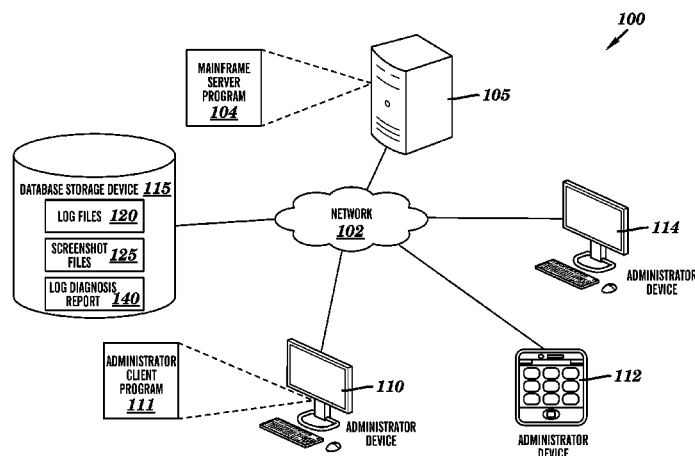 100
MAINFRAME
SERVER
PROGRAM
104
105
DATABASE STORAGE DEVICE 115
LOG FILES 120
SCREENSHOT
FILES 125
LOG DIAGNOSIS
REPORT 140
NETWORK
102
114
ADMINISTRATOR
DEVICE
ADMINISTRATOR
CLIENT
PROGRAM
111
110
ADMINISTRATOR
DEVICE
112
ADMINISTRATOR
DEVICE